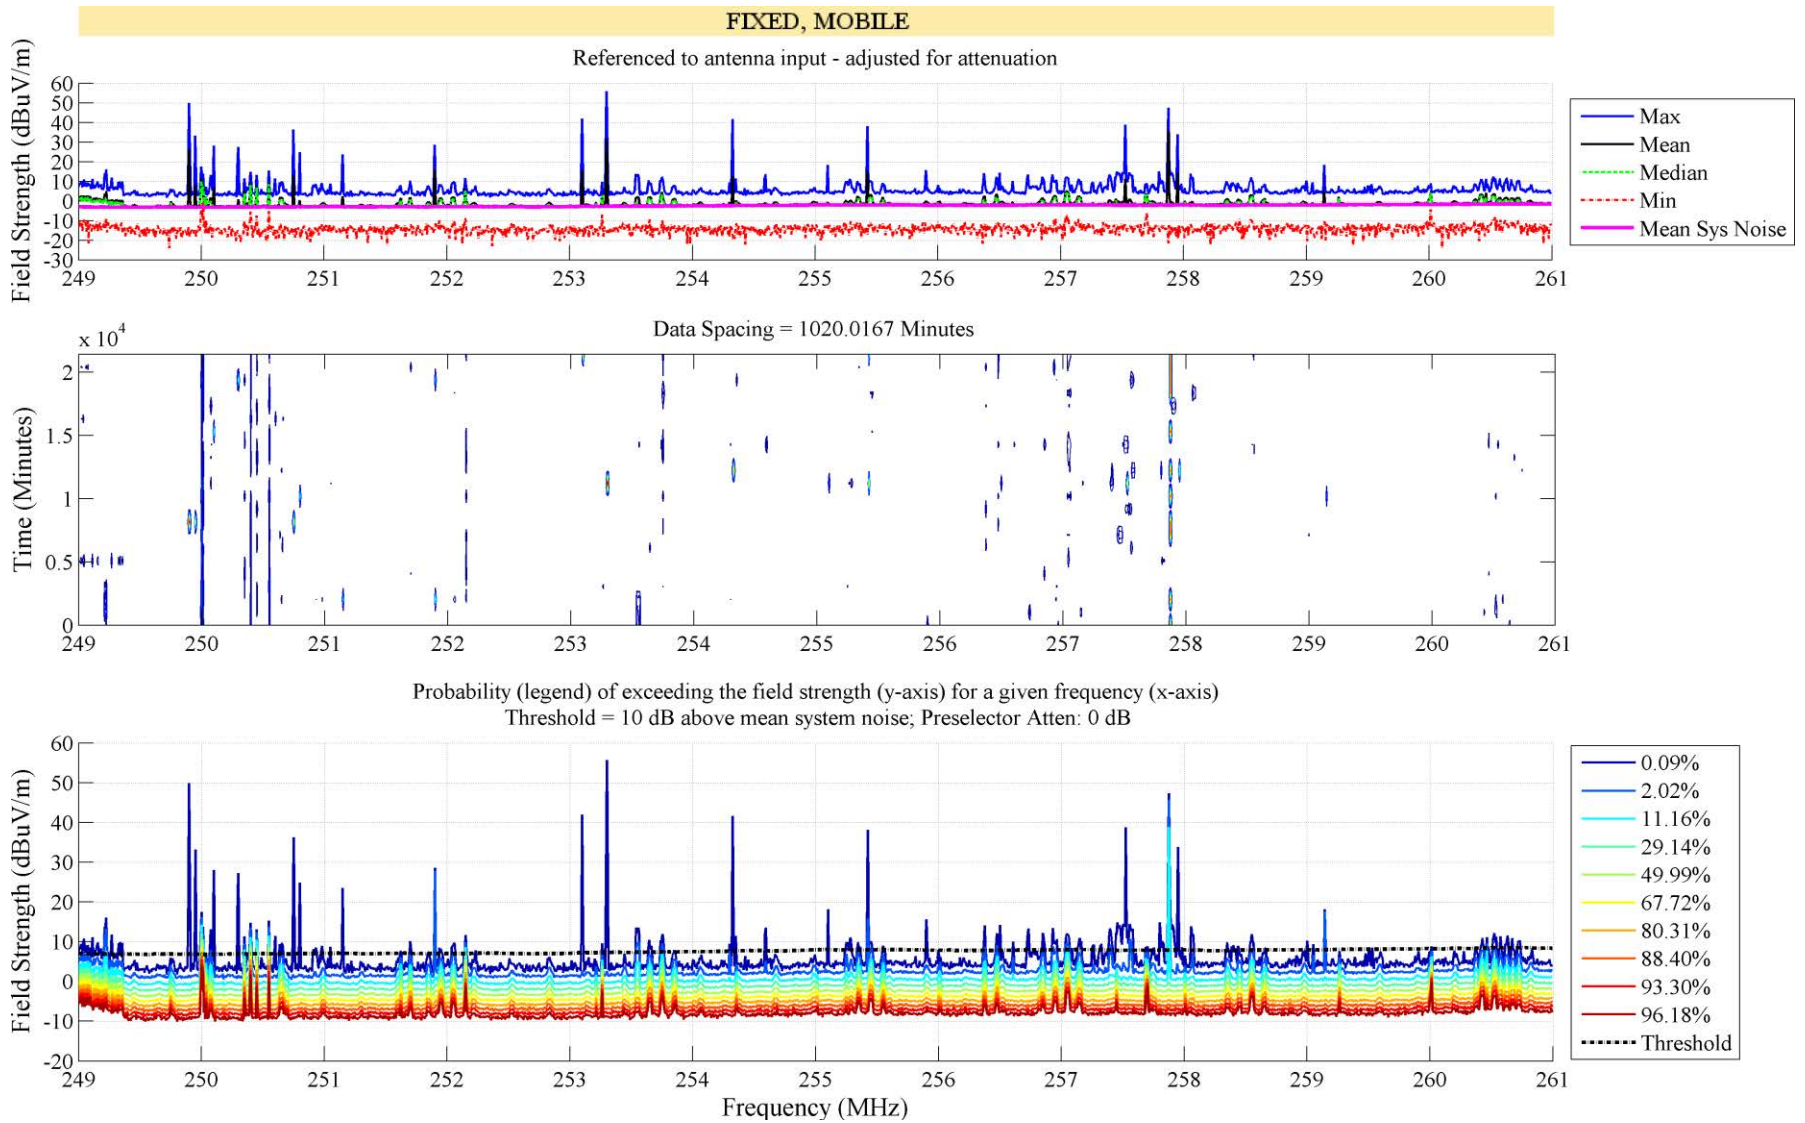 FIXED, MOBILE
Referenced to antenna input - adjusted for attenuation
Field Strength (dBuV/m)
60
50
40
30
20
10
0
-10
-20
-30
249 250 251 252 253 254 255 256 257 258 259 260 261
Max
Mean
Median
Min
Mean Sys Noise
Data Spacing = 1020.0167 Minutes
x 10^4
Time (Minutes)
2
1.5
1
0.5
0
249 250 251 252 253 254 255 256 257 258 259 260 261
Probability (legend) of exceeding the field strength (y-axis) for a given frequency (x-axis)
Threshold = 10 dB above mean system noise; Preselector Atten: 0 dB
Field Strength (dBuV/m)
60
50
40
30
20
10
0
-10
-20
249 250 251 252 253 254 255 256 257 258 259 260 261
Frequency (MHz)
0.09%
2.02%
11.16%
29.14%
49.99%
67.72%
80.31%
88.40%
93.30%
96.18%
Threshold